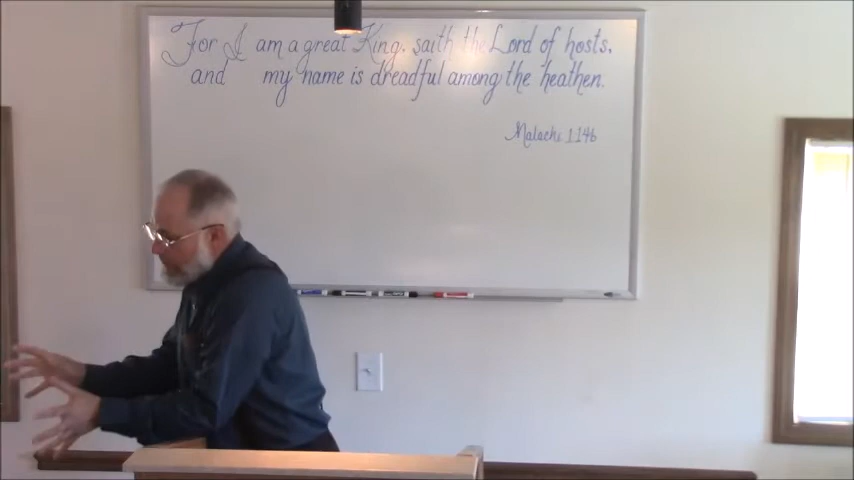 For I am a great King, saith the Lord of hosts,
and my name is dreadful among the heathen.
Malachi 1:14b